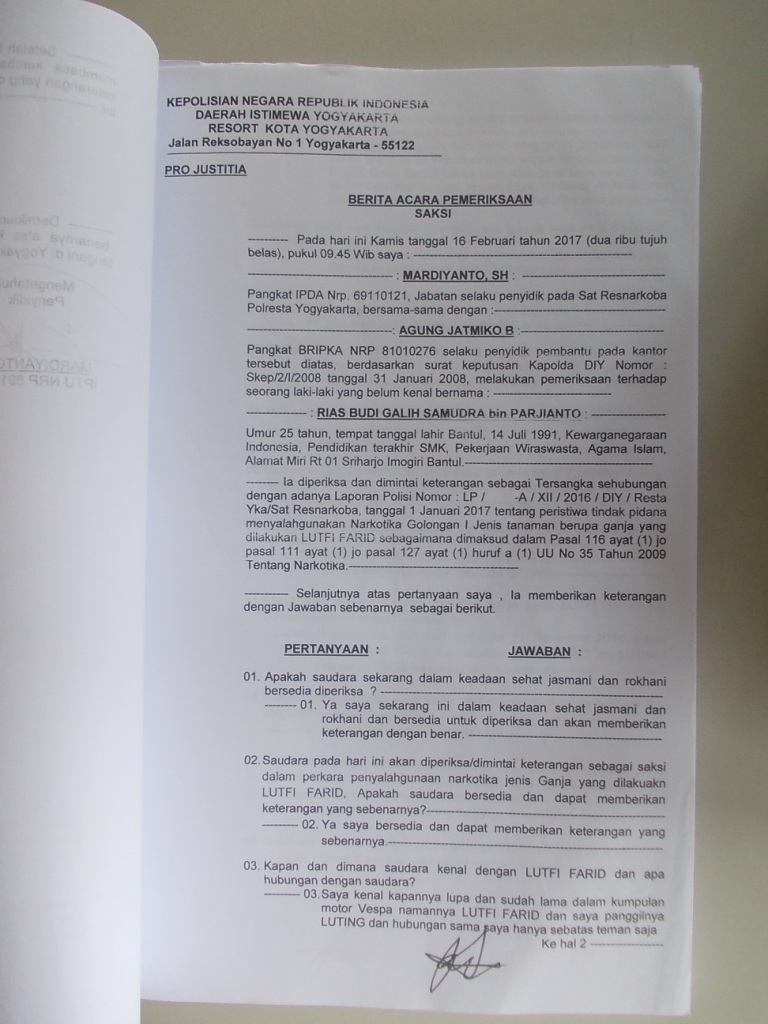 KEPOLISIAN NEGARA REPUBLIK INDONESIA
DAERAH ISTIMEWA YOGYAKARTA
RESORT KOTA YOGYAKARTA
Jalan Reksobayan No 1 Yogyakarta - 55122
PRO JUSTITIA
BERITA ACARA PEMERIKSAAN
SAKSI
---------- Pada hari ini Kamis tanggal 16 Februari tahun 2017 (dua ribu tujuh
belas), pukul 09.45 Wib saya : ------------------------------------------------
-------------------------------- : MARDIYANTO, SH : --------------------------------
Pangkat IPDA Nrp. 69110121, Jabatan selaku penyidik pada Sat Resnarkoba
Polresta Yogyakarta, bersama-sama dengan :--------------------------------------
--------------------------------: AGUNG JATMIKO B :--------------------------------
Pangkat BRIPKA NRP 81010276 selaku penyidik pembantu pada kantor
tersebut diatas, berdasarkan surat keputusan Kapolda DIY Nomor :
Skep/2/I/2008 tanggal 31 Januari 2008, melakukan pemeriksaan terhadap
seorang laki-laki yang belum kenal bernama : --------------------------------
-------------- : RIAS BUDI GALIH SAMUDRA bin PARJIANTO : -----------------
Umur 25 tahun, tempat tanggal lahir Bantul, 14 Juli 1991, Kewarganegaraan
Indonesia, Pendidikan terakhir SMK, Pekerjaan Wiraswasta, Agama Islam,
Alamat Miri Rt 01 Sriharjo Imogiri Bantul.------------------------------------------
-------- Ia diperiksa dan dimintai keterangan sebagai Tersangka sehubungan
dengan adanya Laporan Polisi Nomor : LP / -A / XII / 2016 / DIY / Resta
Yka/Sat Resnarkoba, tanggal 1 Januari 2017 tentang peristiwa tindak pidana
menyalahgunakan Narkotika Golongan I Jenis tanaman berupa ganja yang
dilakukan LUTFI FARID sebagaimana dimaksud dalam Pasal 116 ayat (1) jo
pasal 111 ayat (1) jo pasal 127 ayat (1) huruf a (1) UU No 35 Tahun 2009
Tentang Narkotika.--------------------------------------
---------- Selanjutnya atas pertanyaan saya , Ia memberikan keterangan
dengan Jawaban sebenarnya sebagai berikut.
PERTANYAAN : JAWABAN :
01. Apakah saudara sekarang dalam keadaan sehat jasmani dan rokhani
bersedia diperiksa ? ----------------------------------------------------------------
-------- 01. Ya saya sekarang ini dalam keadaan sehat jasmani dan
rokhani dan bersedia untuk diperiksa dan akan memberikan
keterangan dengan benar. -------------------------------------------
02. Saudara pada hari ini akan diperiksa/dimintai keterangan sebagai saksi
dalam perkara penyalahgunaan narkotika jenis Ganja yang dilakuakn
LUTFI FARID, Apakah saudara bersedia dan dapat memberikan
keterangan yang sebenarnya?-----------------------------------------------------
--------- 02. Ya saya bersedia dan dapat memberikan keterangan yang
sebenarnya.--------------------------------------------------------------
03. Kapan dan dimana saudara kenal dengan LUTFI FARID dan apa
hubungan dengan saudara?
--------- 03. Saya kenal kapannya lupa dan sudah lama dalam kumpulan
motor Vespa namannya LUTFI FARID dan saya panggilnya
LUTING dan hubungan sama saya hanya sebatas teman saja
Ke hal 2 -----------------